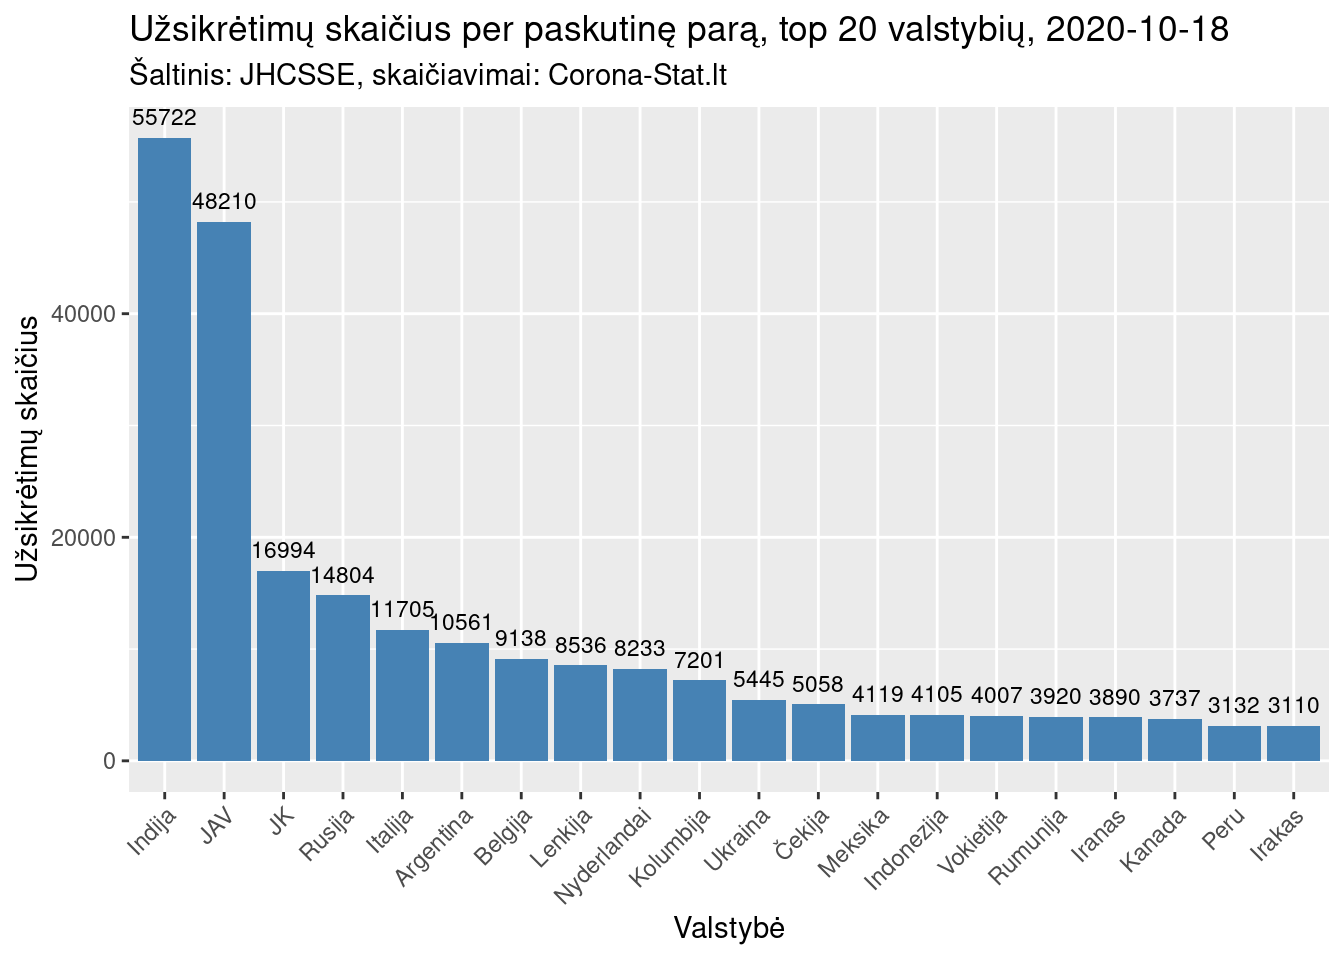 Užsikrėtimų skaičius per paskutinę parą, top 20 valstybių, 2020-10-18
Šaltinis: JHCSSE, skaičiavimai: Corona-Stat.lt
Užsikrėtimų skaičius
40000
20000
0
55722
48210
16994
14804
11705
10561
9138
8536
8233
7201
5445
5058
4119
4105
4007
3920
3890
3737
3132
3110
Indija
JAV
JK
Rusija
Italija
Argentina
Belgija
Lenkija
Nyderlandai
Kolumbija
Ukraina
Čekija
Meksika
Indonezija
Vokietija
Rumunija
Iranas
Kanada
Peru
Irakas
Valstybė